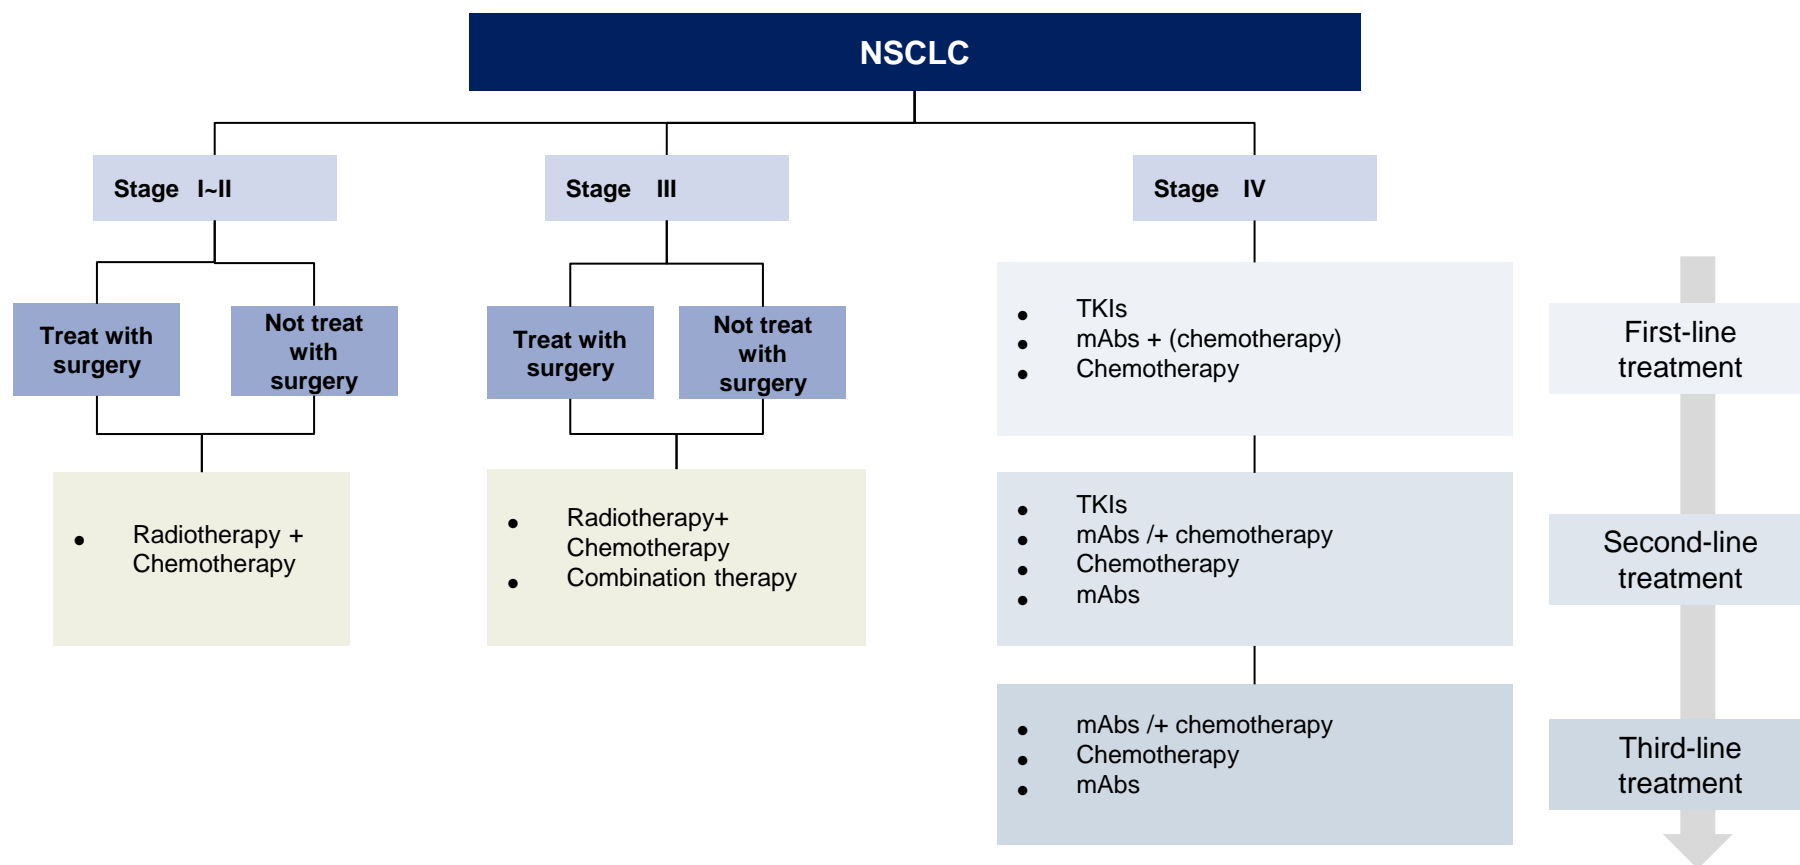 NSCLC
Stage I~II
Stage III
Stage IV
Treat with
surgery
Not treat
with
surgery
Treat with
surgery
Not treat
with
surgery
● Radiotherapy +
Chemotherapy
● Radiotherapy+
Chemotherapy
● Combination therapy
● TKIs
● mAbs + (chemotherapy)
● Chemotherapy
First-line
treatment
● TKIs
● mAbs /+ chemotherapy
● Chemotherapy
● mAbs
Second-line
treatment
● mAbs /+ chemotherapy
● Chemotherapy
● mAbs
Third-line
treatment